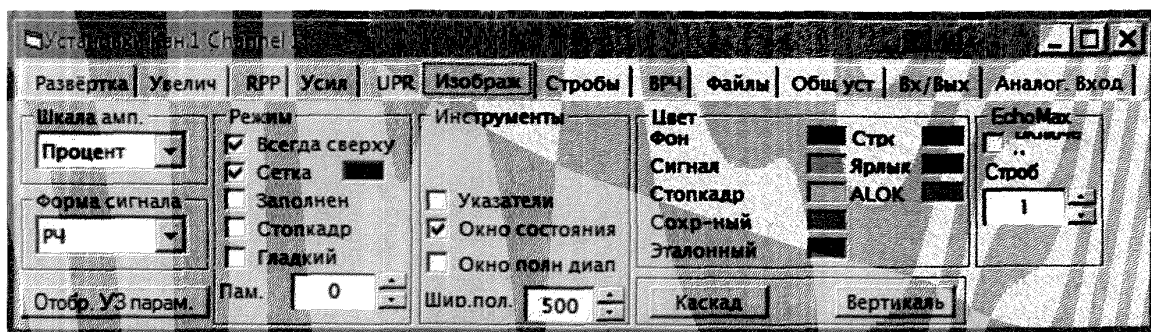 кан 1 Channel
Развёртка Увелич RPP Усил UPR Изображ Стробы ВРЧ Файлы Общ уст Вх/Вых Аналог. Вход
Шкала амп.
Процент
Форма сигнала
РЧ
Отобр. УЗ парам.
Режим
Всегда сверху
Сетка
Заполнен
Стопкадр
Гладкий
Пам. 0
Инструменты
Указатели
Окно состояния
Окно полн диап
Шир.пол. 500
Цвет
Фон
Сигнал
Стопкадр
Сохр-ный
Эталонный
Ярлык
ALOK
Каскад Вертикаль
EchoMax
Строб
1